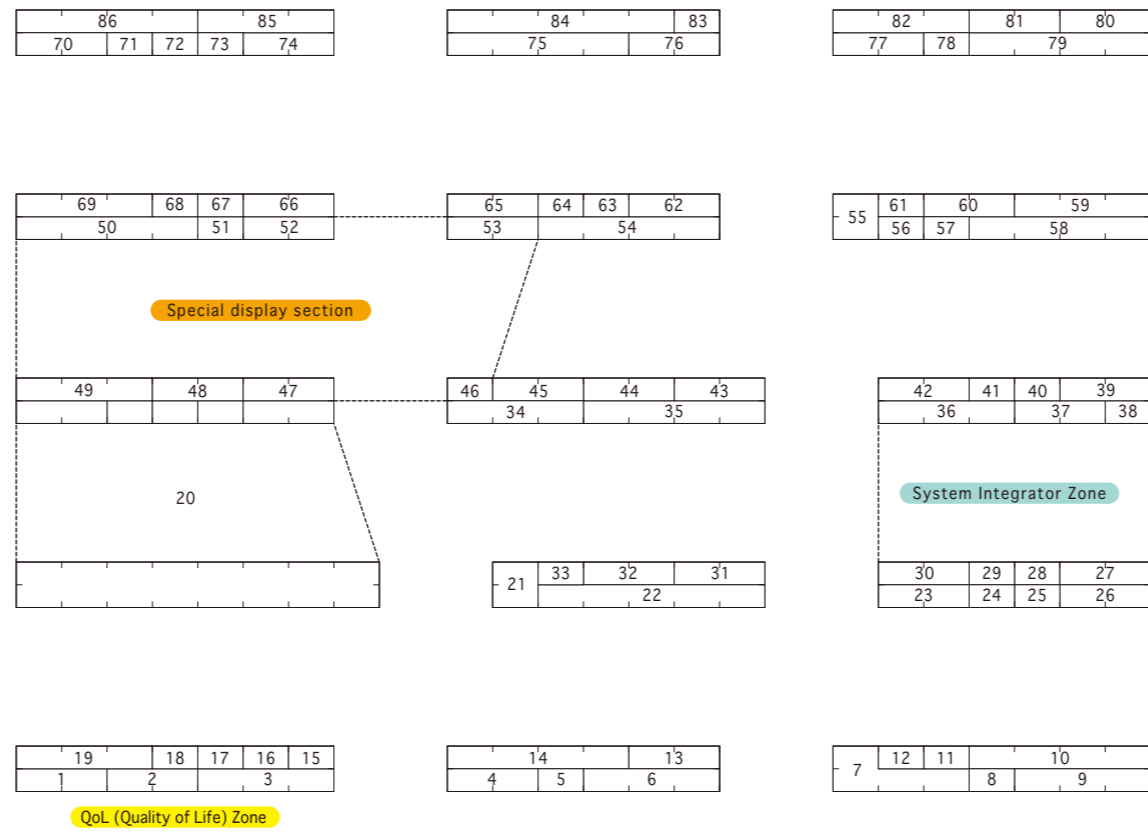 86 85 84 83 82 81 80
70 71 72 73 74 75 76 77 78 79
69 68 67 66 65 64 63 62 61 60 59
50 51 52 53 54 55 56 57 58
Special display section
49 48 47 46 45 44 43 42 41 40 39
34 35 36 37 38
20 System Integrator Zone
33 32 31 30 29 28 27
21 22 23 24 25 26
19 18 17 16 15 14 13 12 11 10
1 2 3 4 5 6 7 8 9
QoL (Quality of Life) Zone